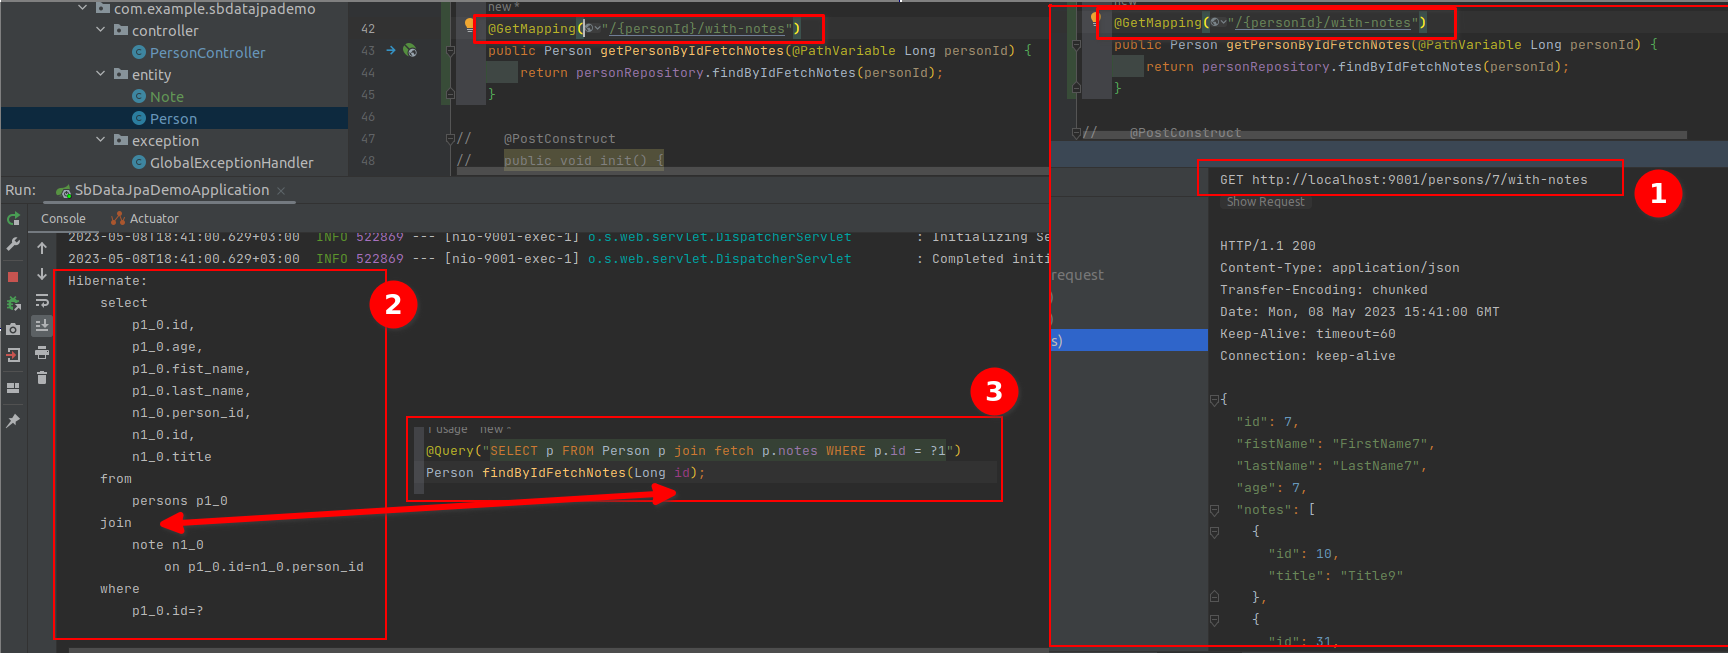 com.example.sbdatajpademo
controller
PersonController
entity
Note
Person
exception
GlobalExceptionHandler
new *
42 @GetMapping("/{personId}/with-notes")
43 public Person getPersonByIdFetchNotes(@PathVariable Long personId) {
44 return personRepository.findByIdFetchNotes(personId);
45 }
46
47 // @PostConstruct
48 // public void init() {
new
@GetMapping("/{personId}/with-notes")
public Person getPersonByIdFetchNotes(@PathVariable Long personId) {
return personRepository.findByIdFetchNotes(personId);
}
// @PostConstruct
Run: SbDataJpaDemoApplication
Console Actuator
2023-05-08T18:41:00.629+03:00 INFO 522869 --- [nio-9001-exec-1] o.s.web.servlet.DispatcherServlet : Initializing Se
2023-05-08T18:41:00.629+03:00 INFO 522869 --- [nio-9001-exec-1] o.s.web.servlet.DispatcherServlet : Completed initi
Hibernate:
select
p1_0.id,
p1_0.age,
p1_0.fist_name,
p1_0.last_name,
n1_0.person_id,
n1_0.id,
n1_0.title
from
persons p1_0
join
note n1_0
on p1_0.id=n1_0.person_id
where
p1_0.id=?
2
3
1 usage new *
@Query("SELECT p FROM Person p join fetch p.notes WHERE p.id = ?1")
Person findByIdFetchNotes(Long id);
request
)
)
s)
1
GET http://localhost:9001/persons/7/with-notes
Show Request
HTTP/1.1 200
Content-Type: application/json
Transfer-Encoding: chunked
Date: Mon, 08 May 2023 15:41:00 GMT
Keep-Alive: timeout=60
Connection: keep-alive
{
"id": 7,
"fistName": "FirstName7",
"lastName": "LastName7",
"age": 7,
"notes": [
{
"id": 10,
"title": "Title9"
},
{
"id": 31,